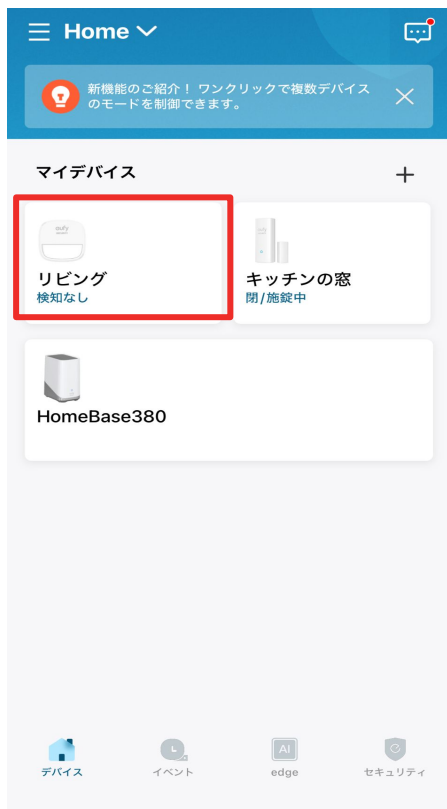 Home
新機能のご紹介！ ワンクリックで複数デバイス
のモードを制御できます。
マイデバイス
eufy
リビング
検知なし
キッチンの窓
閉/施錠中
HomeBase380
デバイス
イベント
AI
edge
セキュリティ